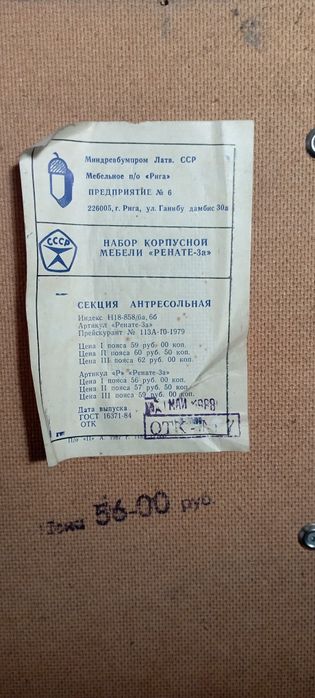 Миндревбумпром Латв. ССР
Мебельное п/о «Рига»
ПРЕДПРИЯТИЕ № 6
226005, г. Рига, ул. Ганибу дамбис 30а
СССР
НАБОР КОРПУСНОЙ
МЕБЕЛИ «РЕНАТЕ-3а»
СЕКЦИЯ АНТРЕСОЛЬНАЯ
Индекс Н18-858/6а, 6б
Артикул «Ренате-3а»
Прейскурант № 113А-10-1979
Цена I пояса 59 руб. 00 коп.
Цена II пояса 60 руб. 50 коп.
Цена III пояса 62 руб. 00 коп.
Артикул «Р» «Ренате-3а»
Цена I пояса 56 руб. 00 коп.
Цена II пояса 57 руб. 50 коп.
Цена III пояса 59 руб. 00 коп.
Дата выпуска
МАЙ
ГОСТ 16371-84
ОТК
ОТК
Цена 56-00 руб.